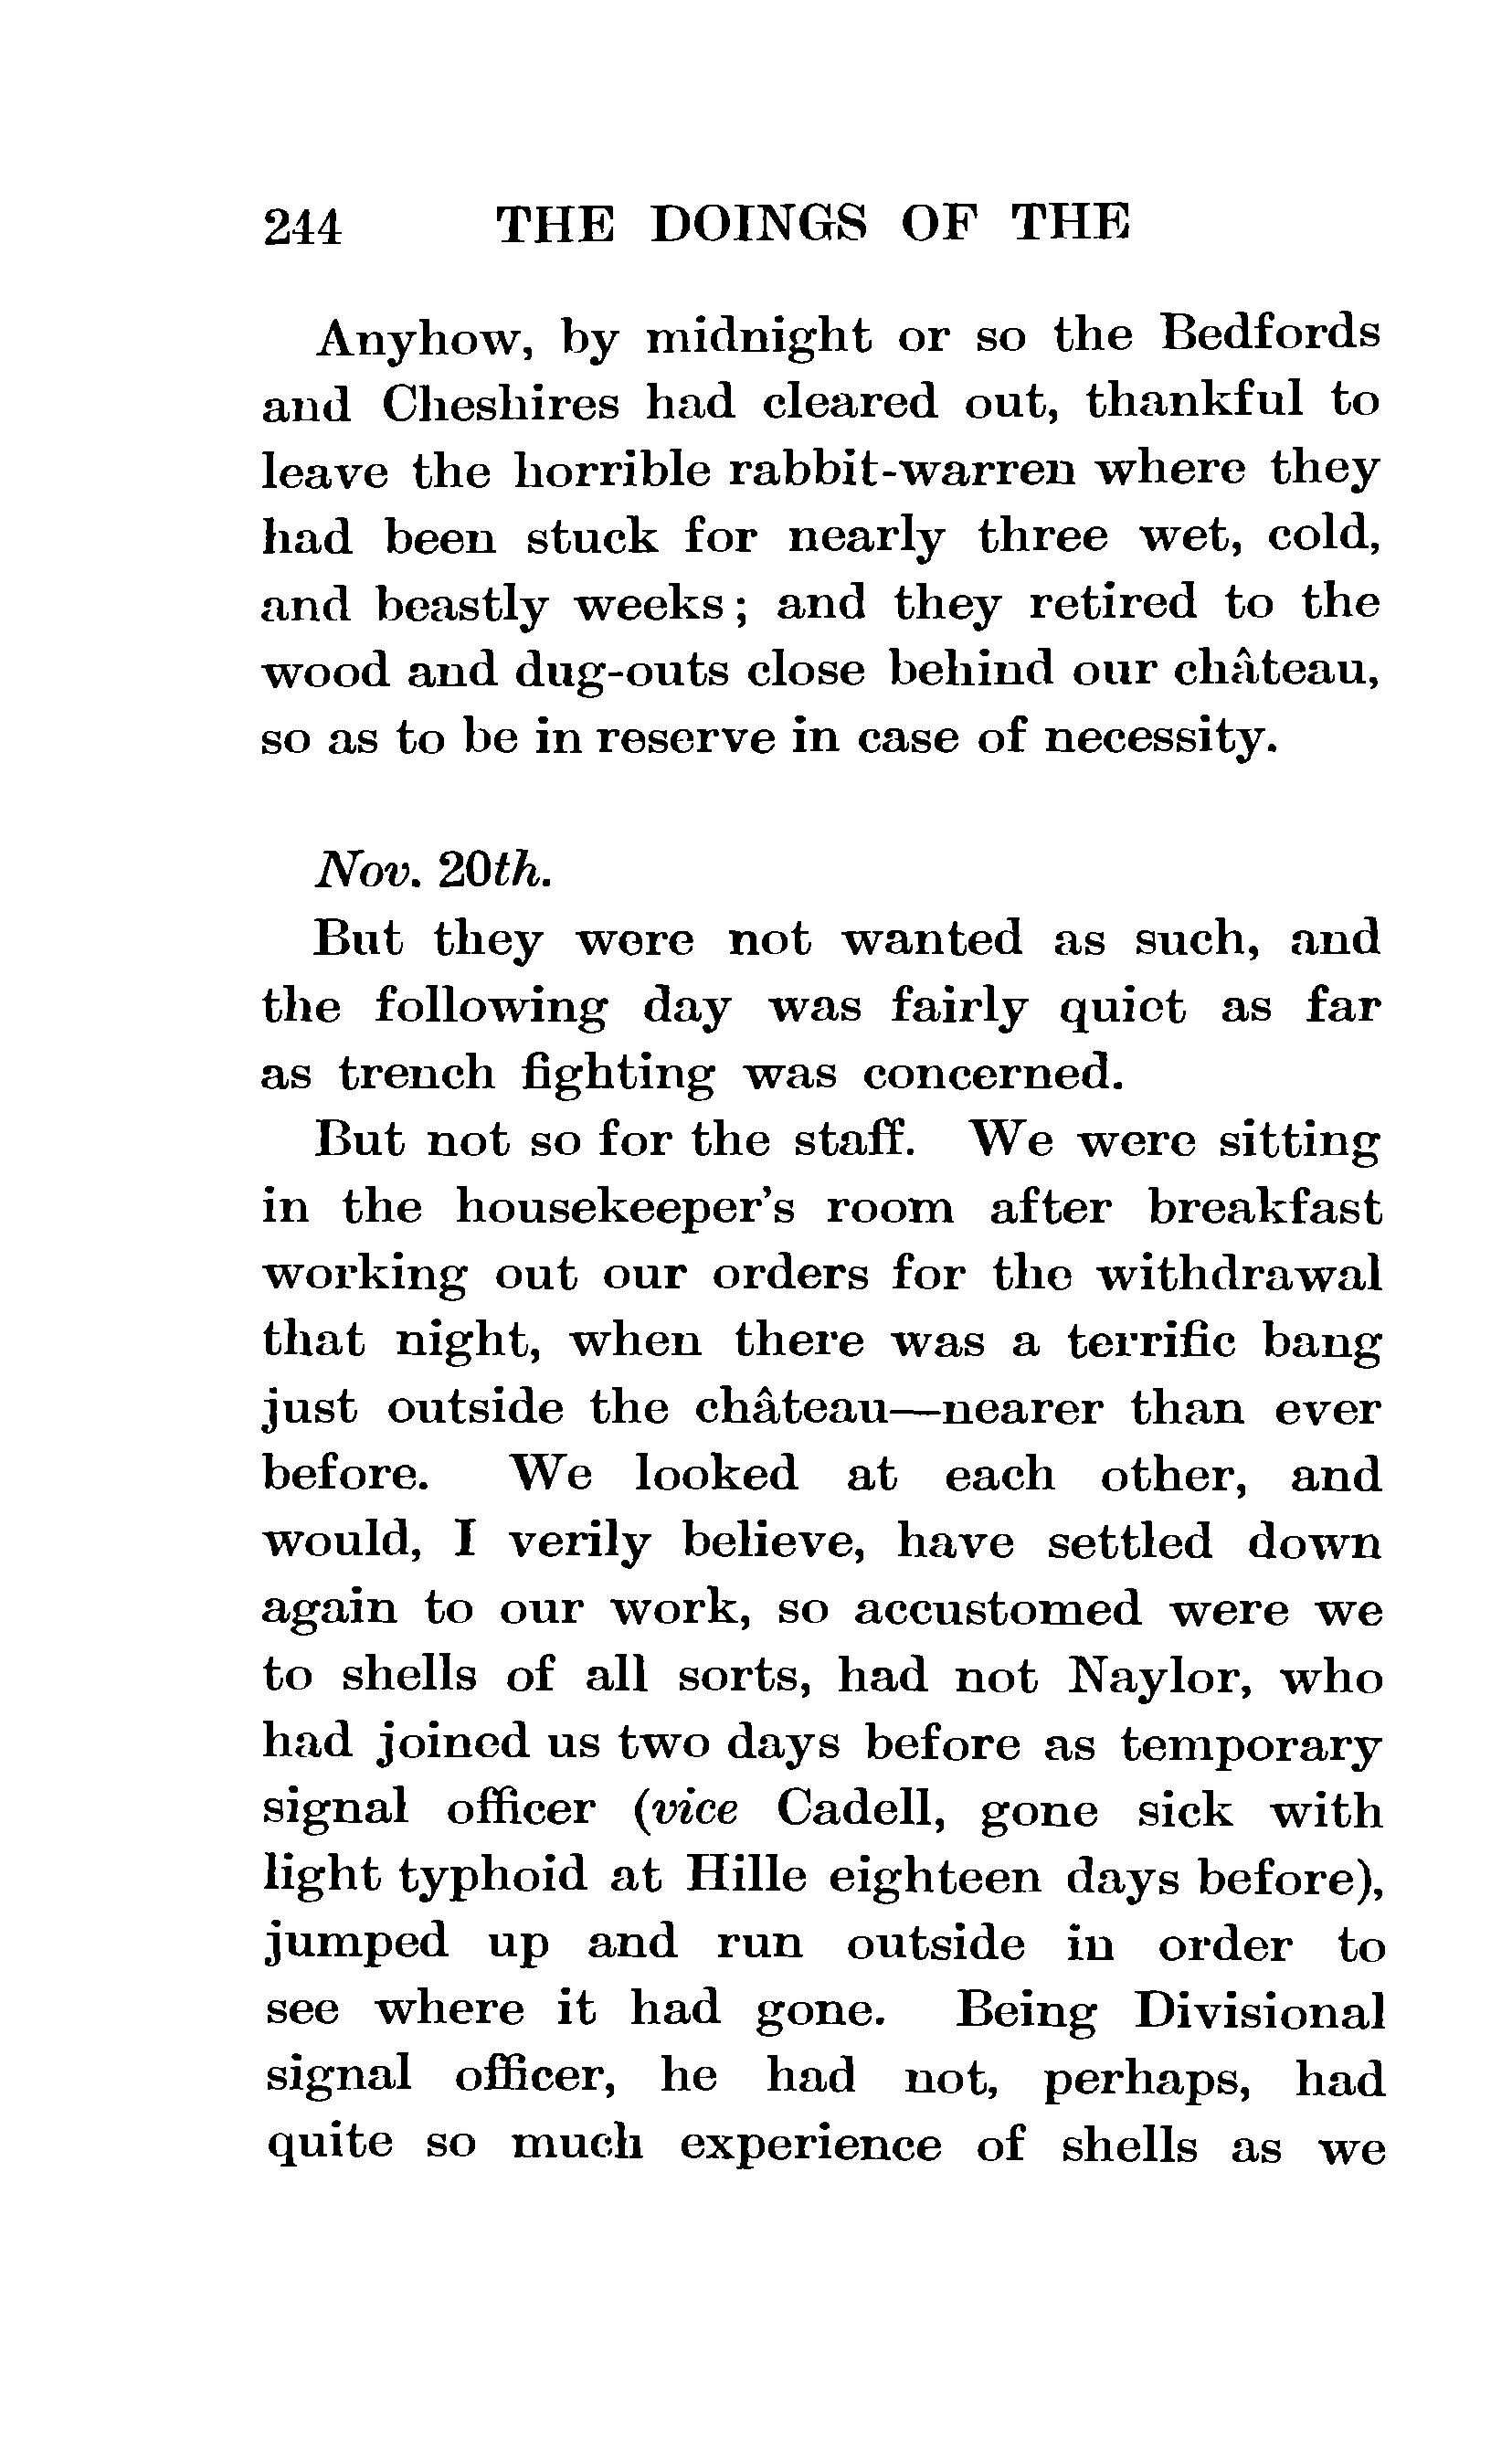 244 THE DOINGS OF THE
Anyhow, by midnight or so the Bedfords
and Cheshires had cleared out, thankful to
leave the horrible rabbit-warren where they
had been stuck for nearly three wet, cold,
and beastly weeks; and they retired to the
wood and dug-outs close behind our château,
so as to be in reserve in case of necessity.
Nov. 20th.
But they were not wanted as such, and
the following day was fairly quiet as far
as trench fighting was concerned.
But not so for the staff. We were sitting
in the housekeeper's room after breakfast
working out our orders for the withdrawal
that night, when there was a terrific bang
just outside the château—nearer than ever
before. We looked at each other, and
would, I verily believe, have settled down
again to our work, so accustomed were we
to shells of all sorts, had not Naylor, who
had joined us two days before as temporary
signal officer (vice Cadell, gone sick with
light typhoid at Hille eighteen days before),
jumped up and run outside in order to
see where it had gone. Being Divisional
signal officer, he had not, perhaps, had
quite so much experience of shells as we